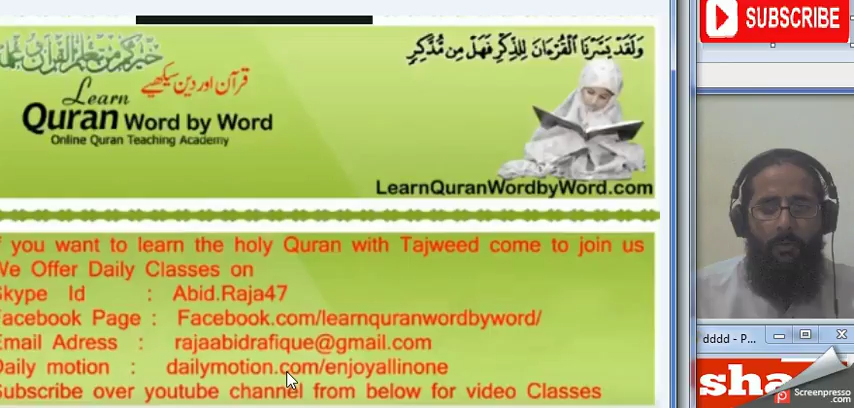 SUBSCRIBE
وَلَقَدْ يَسَّرْنَا الْقُرْآنَ لِلذِّكْرِ فَهَلْ مِن مُّدَّكِرٍ
قرآن اور دین سیکھیے
Learn
Quran Word by Word
Online Quran Teaching Academy
LearnQuranWordbyWord.com
f you want to learn the holy Quran with Tajweed come to join us
We Offer Daily Classes on
Skype Id : Abid.Raja47
Facebook Page : Facebook.com/learnquranwordbyword/
Email Adress : rajaabidrafique@gmail.com
Daily motion : dailymotion.com/enjoyallinone
Subscribe over youtube channel from below for video Classes
dddd - P...
sha
Screenpresso
.com